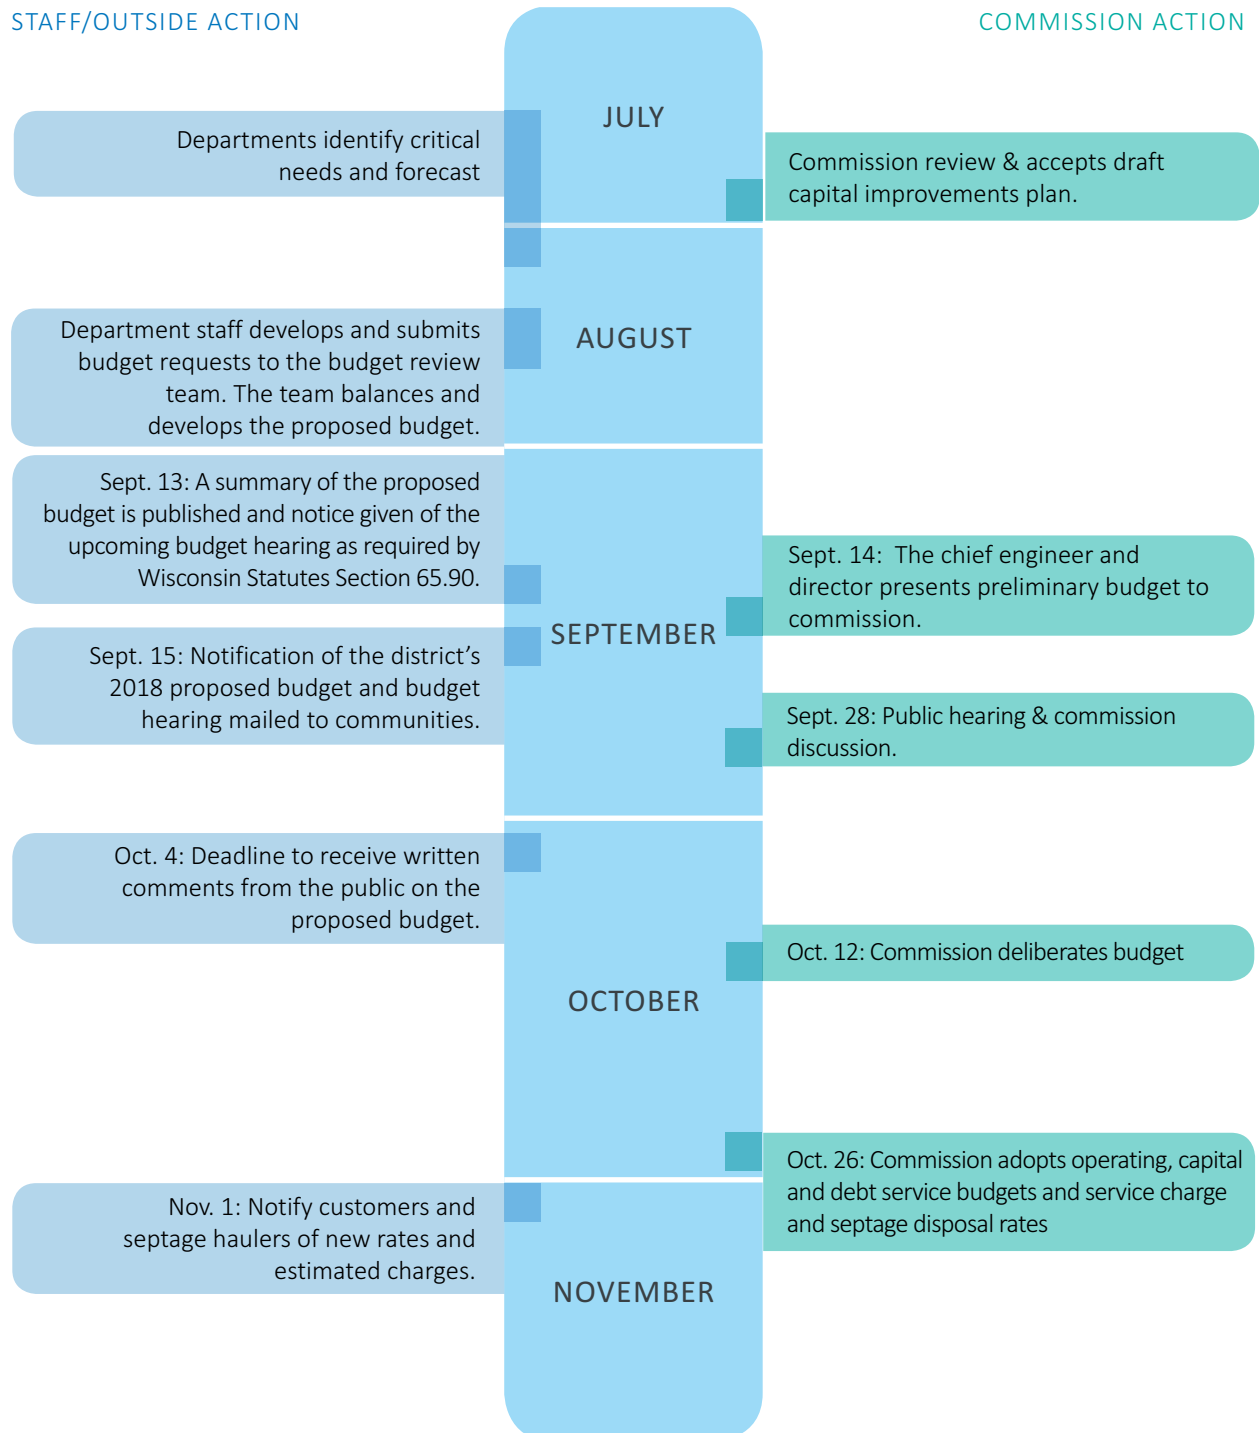 STAFF/OUTSIDE ACTION
COMMISSION ACTION
JULY
Departments identify critical
needs and forecast
Commission review & accepts draft
capital improvements plan.
AUGUST
Department staff develops and submits
budget requests to the budget review
team. The team balances and
develops the proposed budget.
SEPTEMBER
Sept. 13: A summary of the proposed
budget is published and notice given of the
upcoming budget hearing as required by
Wisconsin Statutes Section 65.90.
Sept. 14:  The chief engineer and
director presents preliminary budget to
commission.
Sept. 15: Notification of the district’s
2018 proposed budget and budget
hearing mailed to communities.
Sept. 28: Public hearing & commission
discussion.
OCTOBER
Oct. 4: Deadline to receive written
comments from the public on the
proposed budget.
Oct. 12: Commission deliberates budget
Oct. 26: Commission adopts operating, capital
and debt service budgets and service charge
and septage disposal rates
NOVEMBER
Nov. 1: Notify customers and
septage haulers of new rates and
estimated charges.